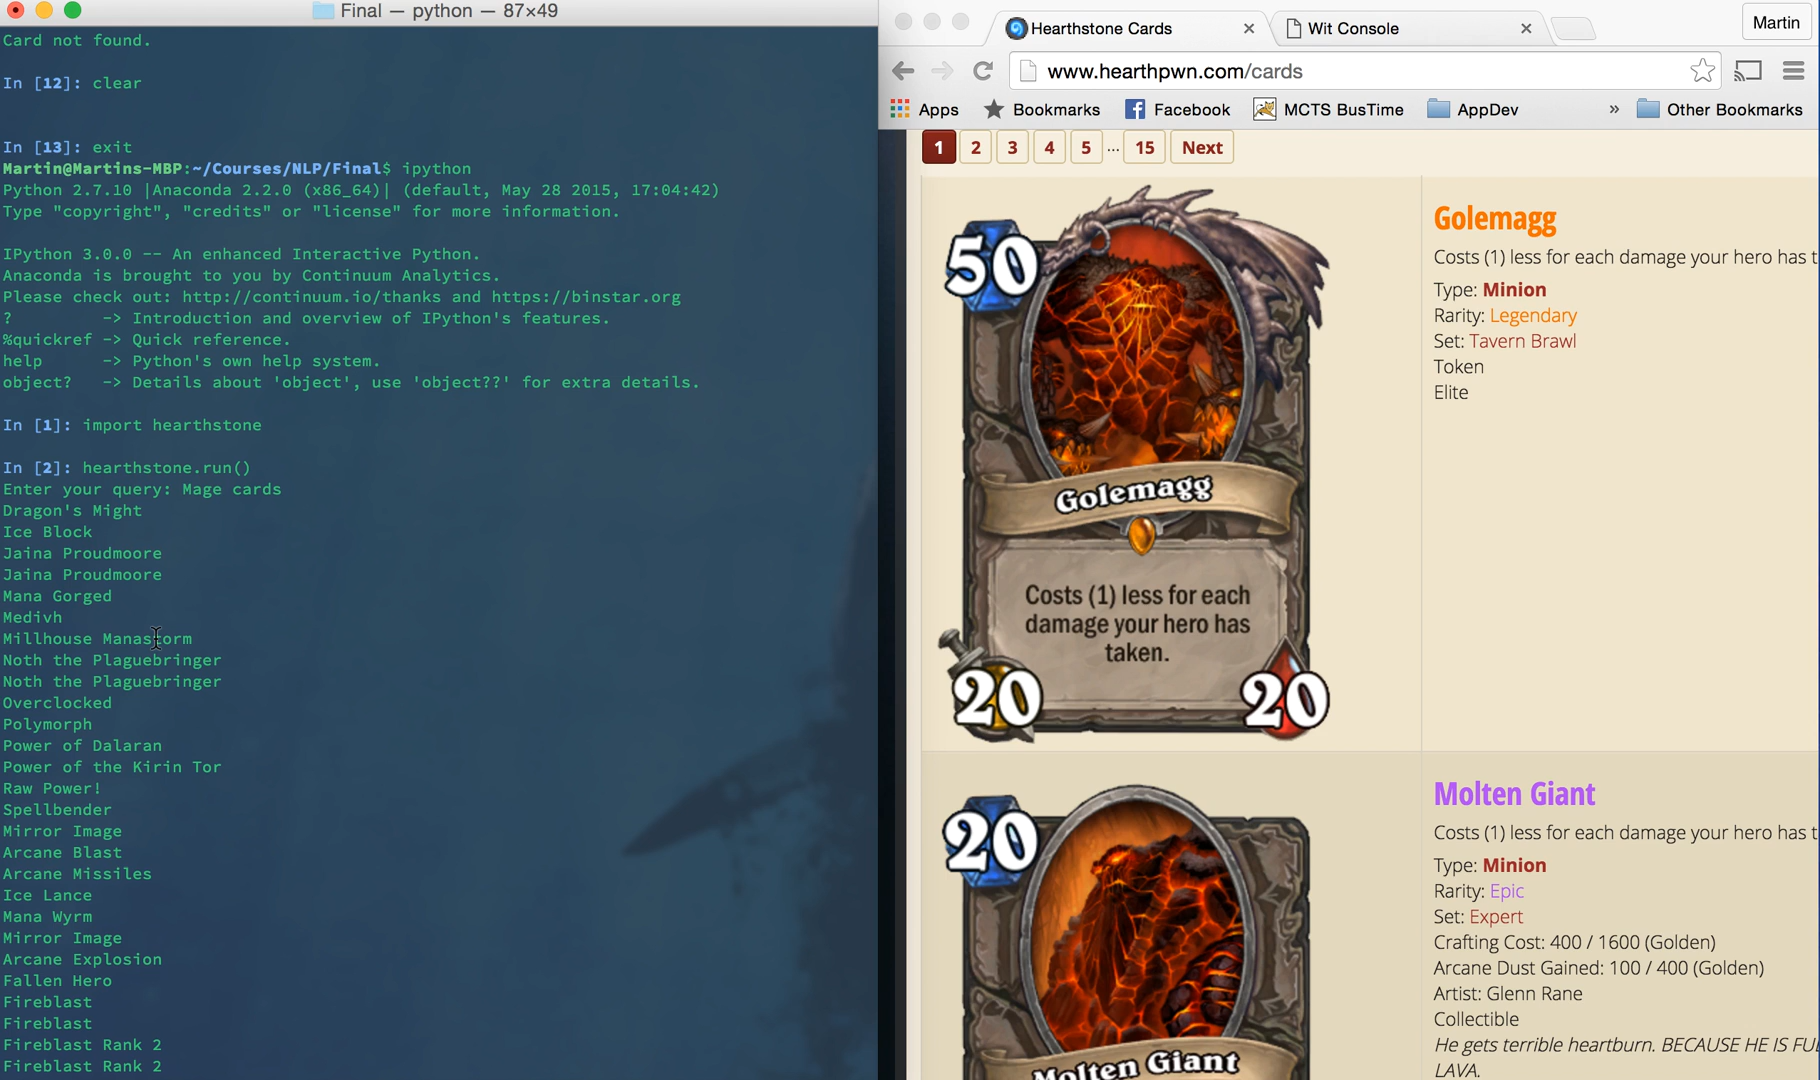 Final — python — 87×49
Card not found.
In [12]: clear
In [13]: exit
Martin@Martins-MBP:~/Courses/NLP/Final$ ipython
Python 2.7.10 |Anaconda 2.2.0 (x86_64)| (default, May 28 2015, 17:04:42)
Type "copyright", "credits" or "license" for more information.
IPython 3.0.0 -- An enhanced Interactive Python.
Anaconda is brought to you by Continuum Analytics.
Please check out: http://continuum.io/thanks and https://binstar.org
?         -> Introduction and overview of IPython's features.
%quickref -> Quick reference.
help      -> Python's own help system.
object?   -> Details about 'object', use 'object??' for extra details.
In [1]: import hearthstone
In [2]: hearthstone.run()
Enter your query: Mage cards
Dragon's Might
Ice Block
Jaina Proudmoore
Jaina Proudmoore
Mana Gorged
Medivh
Millhouse Manastorm
Noth the Plaguebringer
Noth the Plaguebringer
Overclocked
Polymorph
Power of Dalaran
Power of the Kirin Tor
Raw Power!
Spellbender
Mirror Image
Arcane Blast
Arcane Missiles
Ice Lance
Mana Wyrm
Mirror Image
Arcane Explosion
Fallen Hero
Fireblast
Fireblast
Fireblast Rank 2
Fireblast Rank 2
Hearthstone Cards
Wit Console
Martin
www.hearthpwn.com/cards
Apps Bookmarks Facebook MCTS BusTime AppDev » Other Bookmarks
1 2 3 4 5 ... 15 Next
50
Golemagg
Costs (1) less for each
damage your hero has
taken.
20 20
Golemagg
Costs (1) less for each damage your hero has t
Type: Minion
Rarity: Legendary
Set: Tavern Brawl
Token
Elite
20
Molten Giant
Molten Giant
Costs (1) less for each damage your hero has t
Type: Minion
Rarity: Epic
Set: Expert
Crafting Cost: 400 / 1600 (Golden)
Arcane Dust Gained: 100 / 400 (Golden)
Artist: Glenn Rane
Collectible
He gets terrible heartburn. BECAUSE HE IS FU
LAVA.